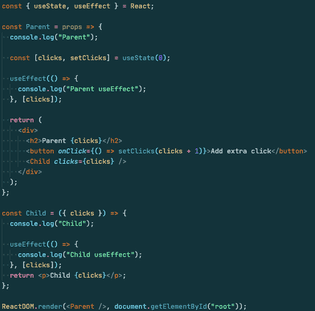 const { useState, useEffect } = React;
const Parent = props => {
console.log("Parent");
const [clicks, setClicks] = useState(0);
useEffect(() => {
console.log("Parent useEffect");
}, [clicks]);
return (
<div>
<h2>Parent {clicks}</h2>
<button onClick={() => setClicks(clicks + 1)}>Add extra click</button>
<Child clicks={clicks} />
</div>
);
};
const Child = ({ clicks }) => {
console.log("Child");
useEffect(() => {
console.log("Child useEffect");
}, [clicks]);
return <p>Child {clicks}</p>;
};
ReactDOM.render(<Parent />, document.getElementById("root"));